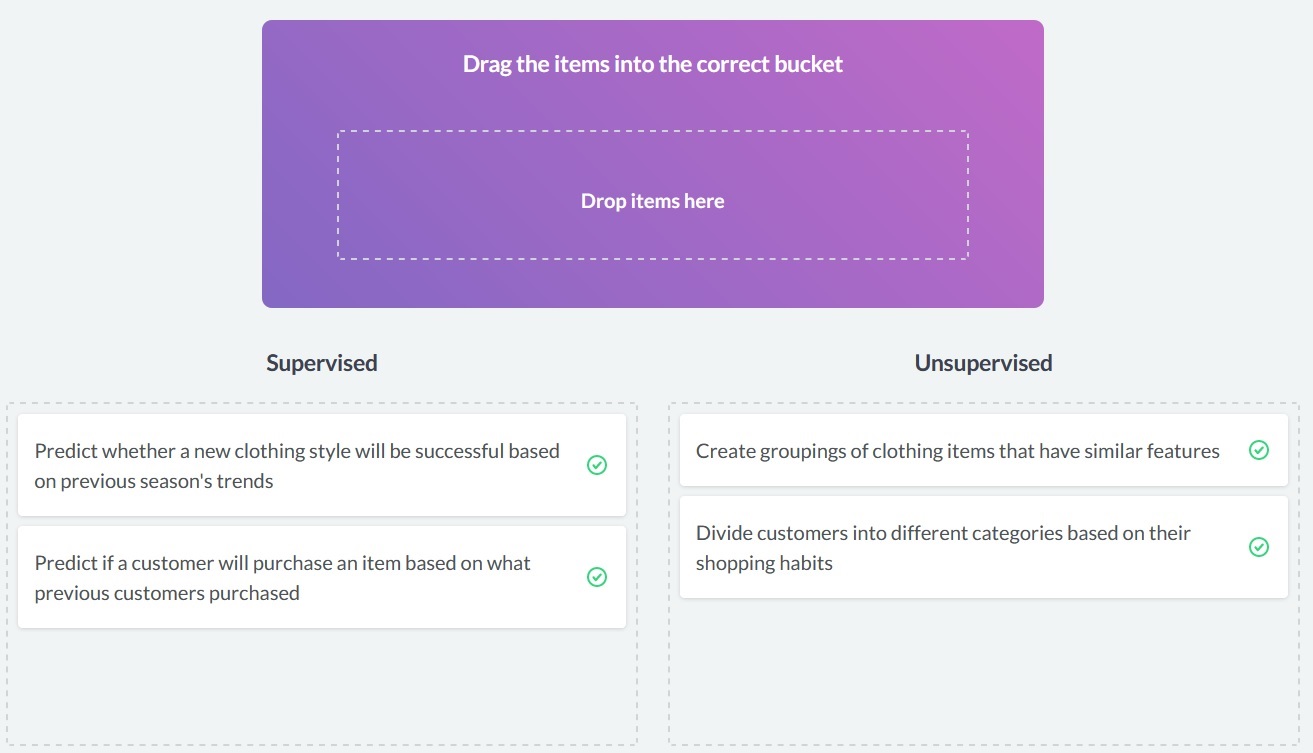 Drag the items into the correct bucket
Drop items here
Supervised
Predict whether a new clothing style will be successful based
on previous season's trends
Predict if a customer will purchase an item based on what
previous customers purchased
Unsupervised
Create groupings of clothing items that have similar features
Divide customers into different categories based on their
shopping habits